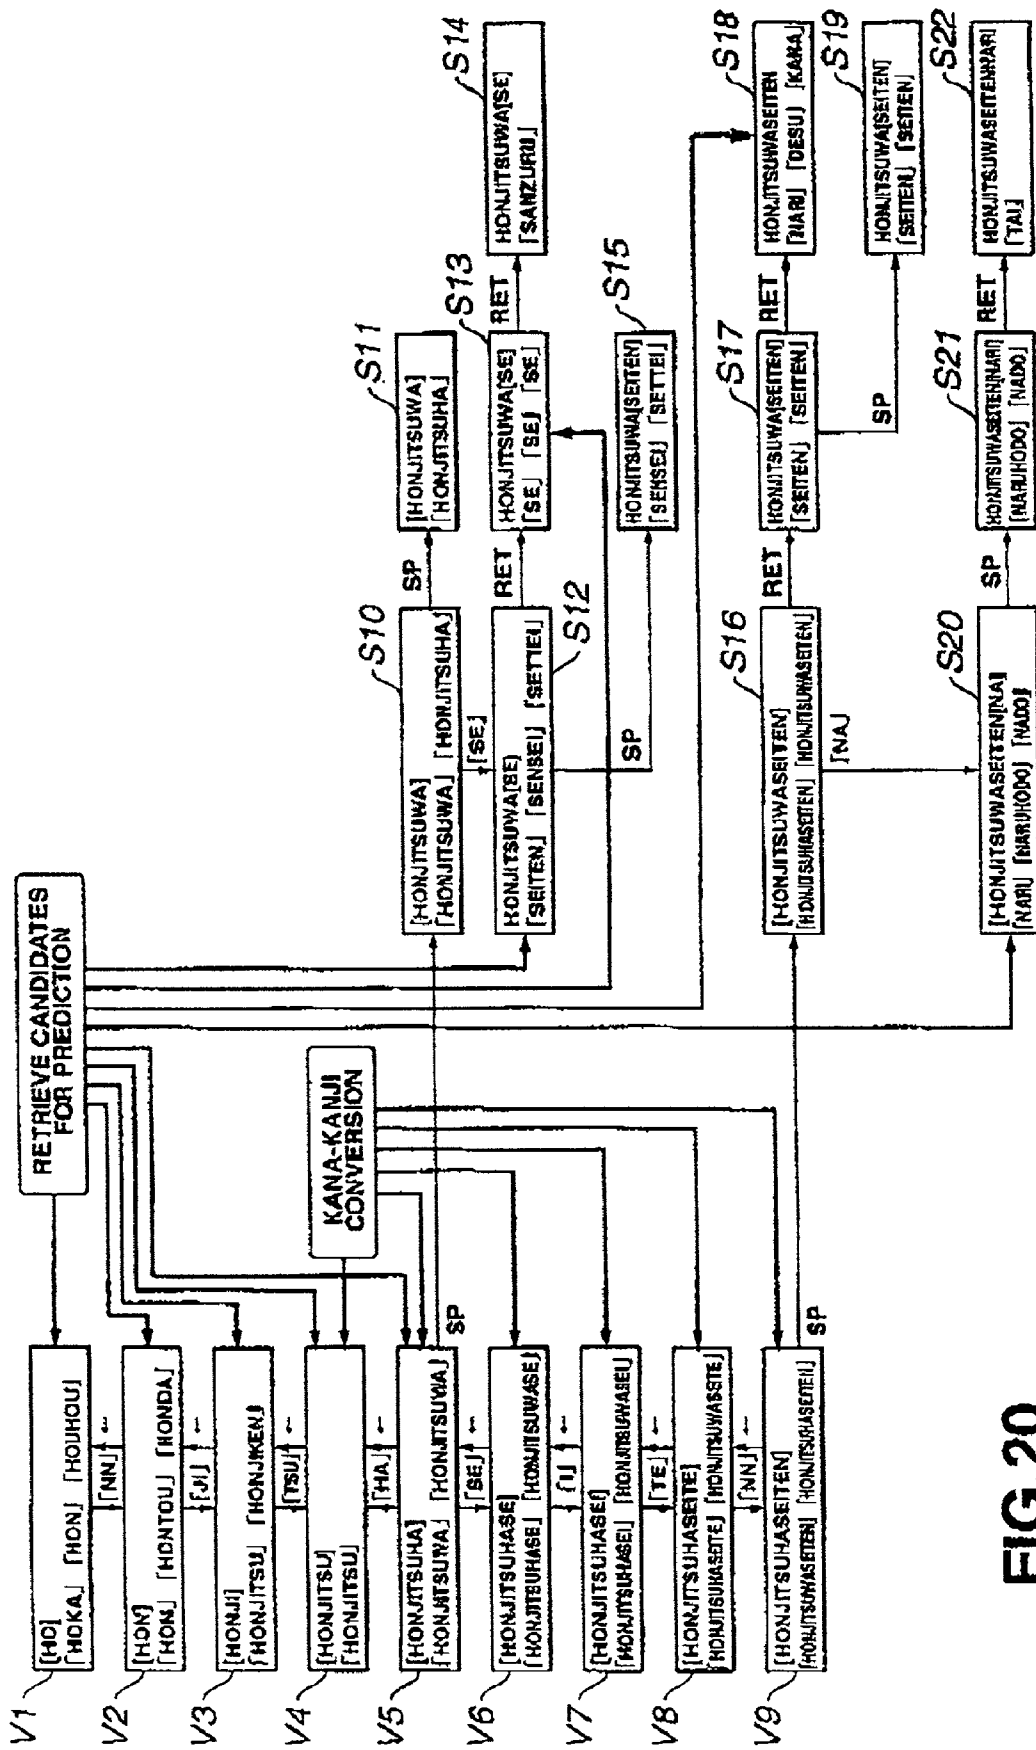 RETRIEVE CANDIDATES
FOR PREDICTION
KANA-KANJI
CONVERSION
V1
[HO]
「HOKA」 「HON」 「HOUHOU」
「NN」 ←
V2
[HON]
「HON」 「HONTOU」 「HONDA」
「JI」 ←
V3
[HONJI]
「HONJITSU」 「HONJIKEN」
「TSU」 ←
V4
[HONJITSU]
「HONJITSU」
「HA」 ←
V5
[HONJITSUHA]
「HONJITSUWA」 「HONJITSUWA」
SP
「SE」 ←
V6
[HONJITSUHASE]
「HONJITSUHASE」 「HONJITSUWASE」
「I」 ←
V7
[HONJITSUHASEI]
「HONJITSUHASEI」 「HONJITSUWASEI」
「TE」 ←
V8
[HONJITSUHASEITE]
「HONJITSUHASEITE」 「HONJITSUWASEITE」
「NN」 ←
V9
[HONJITSUHASEITEN]
「HONJITSUWASEITEN」 「HONJITSUHASEITEN」
SP
S10
[HONJITSUWA]
「HONJITSUWA」 「HONJITSUHA」
SP
S11
[HONJITSUWA]
「HONJITSUHA」
「SE」
S12
HONJITSUWA[SE]
「SEITEN」 「SENSEI」 「SETTEI」
RET
S13
HONJITSUWA[SE]
「SE」 「SE」 「SE」
RET
S14
HONJITSUWA[SE]
「SANZURU」
SP
S15
HONJITSUWA[SEITEN]
「SENSEI」 「SETTEI」
S16
[HONJITSUWASEITEN]
「HONJITSUHASEITEN」 「HONJITSUWASEITEN」
RET
S17
HONJITSUWA[SEITEN]
「SEITEN」 「SEITEN」
RET
S18
HONJITSUWASEITEN
「NARI」 「DESU」 「KARA」
SP
S19
HONJITSUWA[SEITEN]
「SEITEN」 「SEITEN」
「NA」
S20
[HONJITSUWASEITEN[NA]
「NARI」 「NARUHODO」 「NADO」
SP
S21
HONJITSUWASEITEN[NARI]
「NARUHODO」 「NADO」
RET
S22
HONJITSUWASEITENNARI
「TAI」
FIG 20